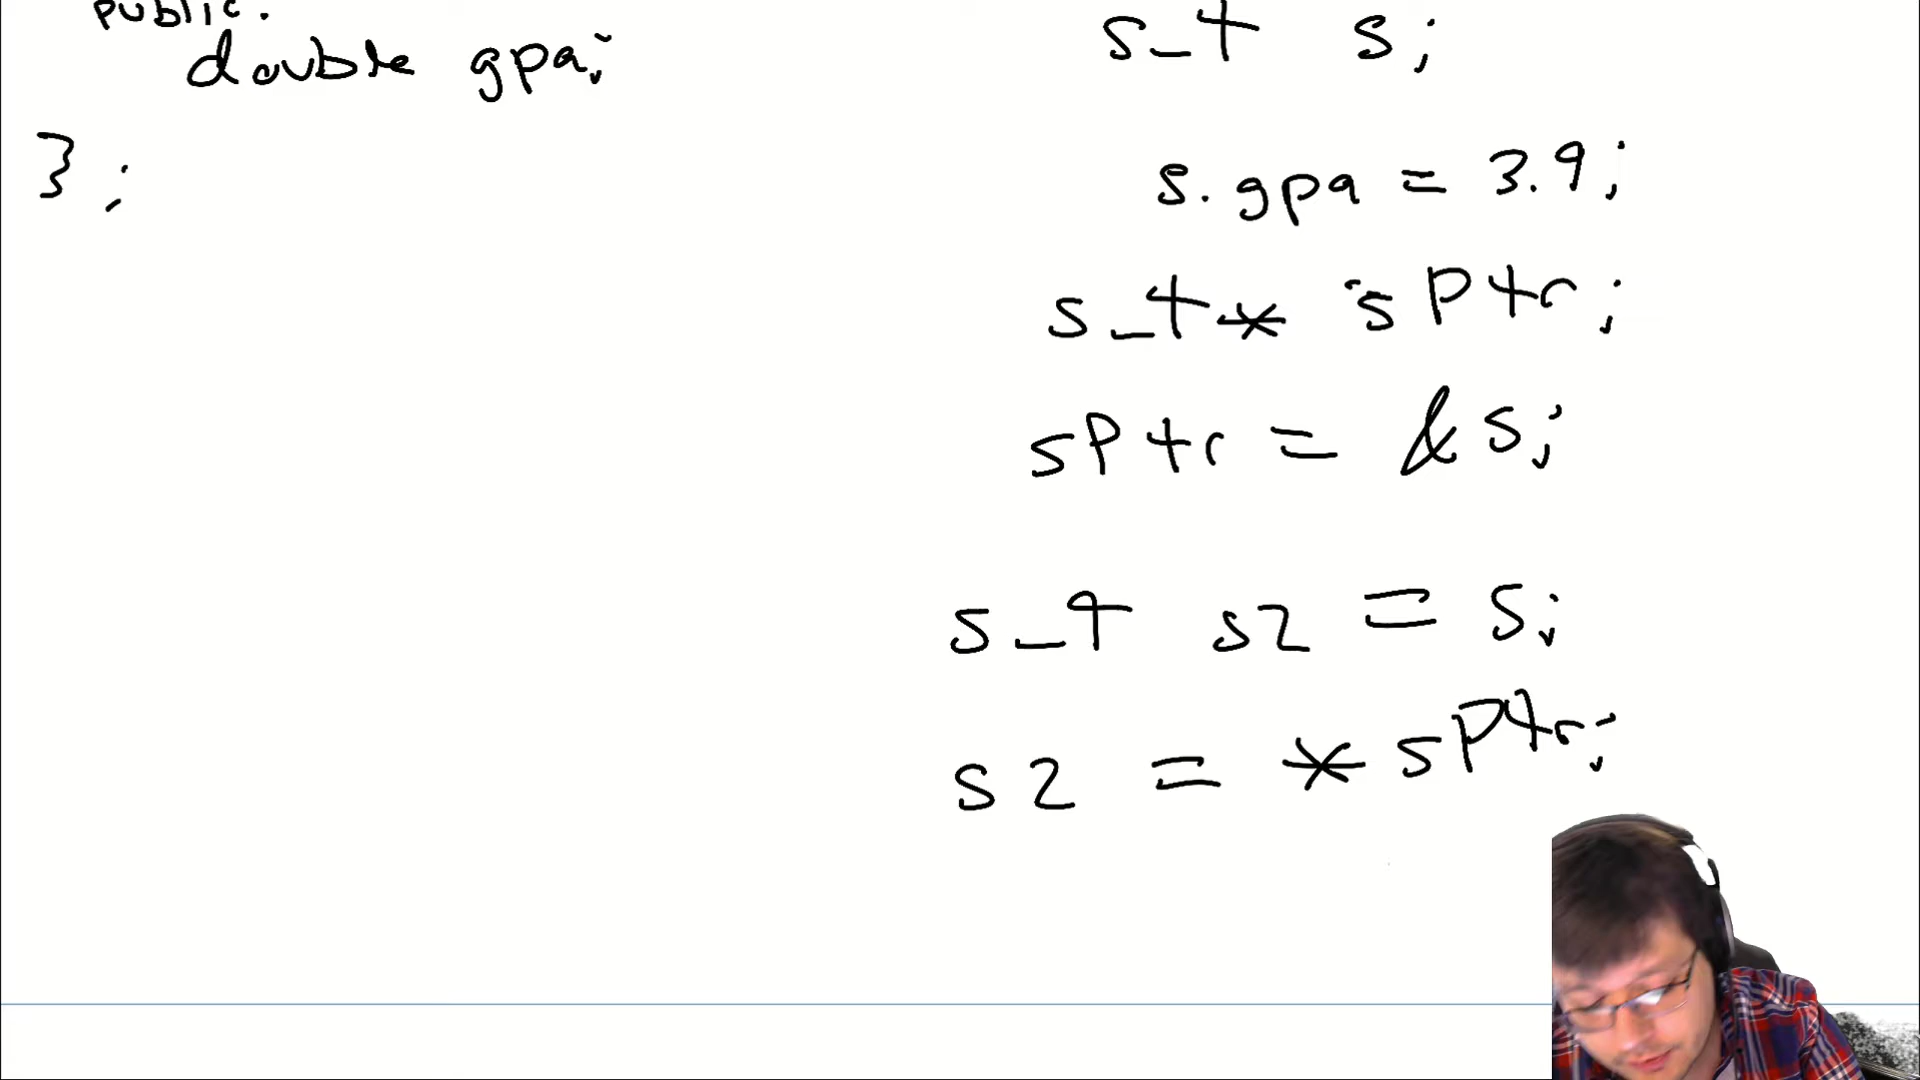 public:
double gpa;
};
s_t s;
s.gpa = 3.9;
s_t* sPtr;
sPtr = &s;
s_t s2 = s;
s2 = *sPtr;